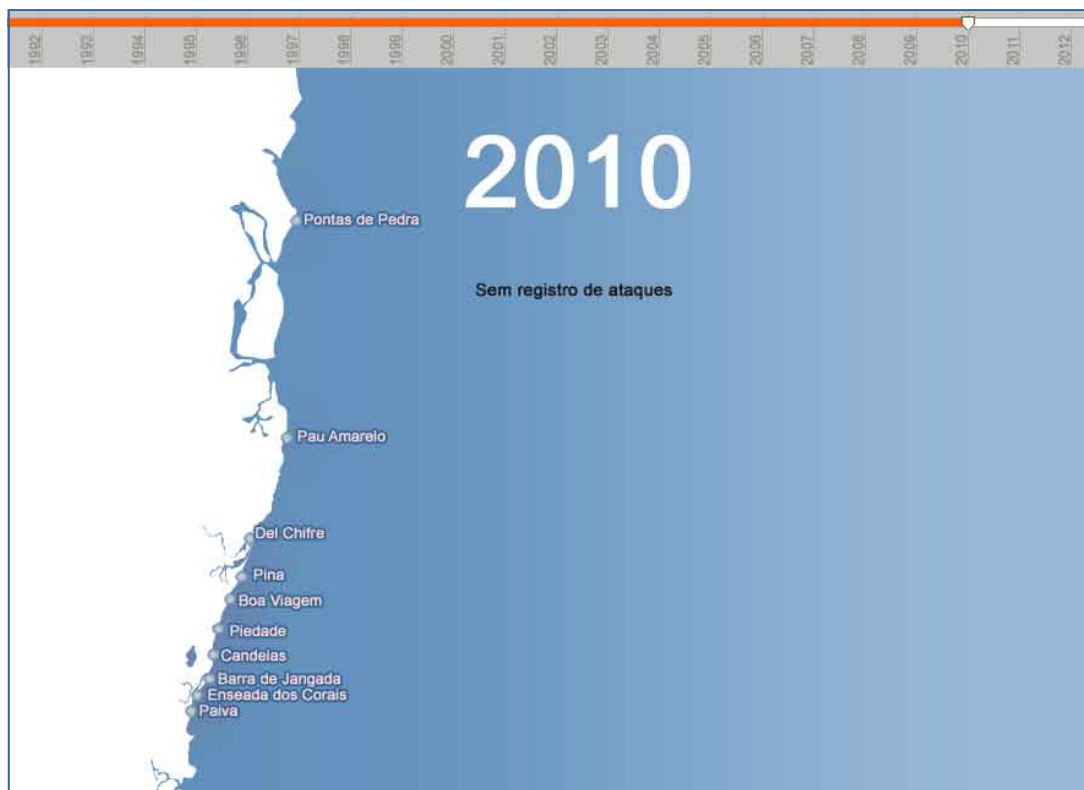 1992 1993 1994 1995 1996 1997 1998 1999 2000 2001 2002 2003 2004 2005 2006 2007 2008 2009 2010 2011 2012
2010
Pontas de Pedra
Sem registro de ataques
Pau Amarelo
Del Chifre
Pina
Boa Viagem
Piedade
Candeias
Barra de Jangada
Enseada dos Corais
Paiva